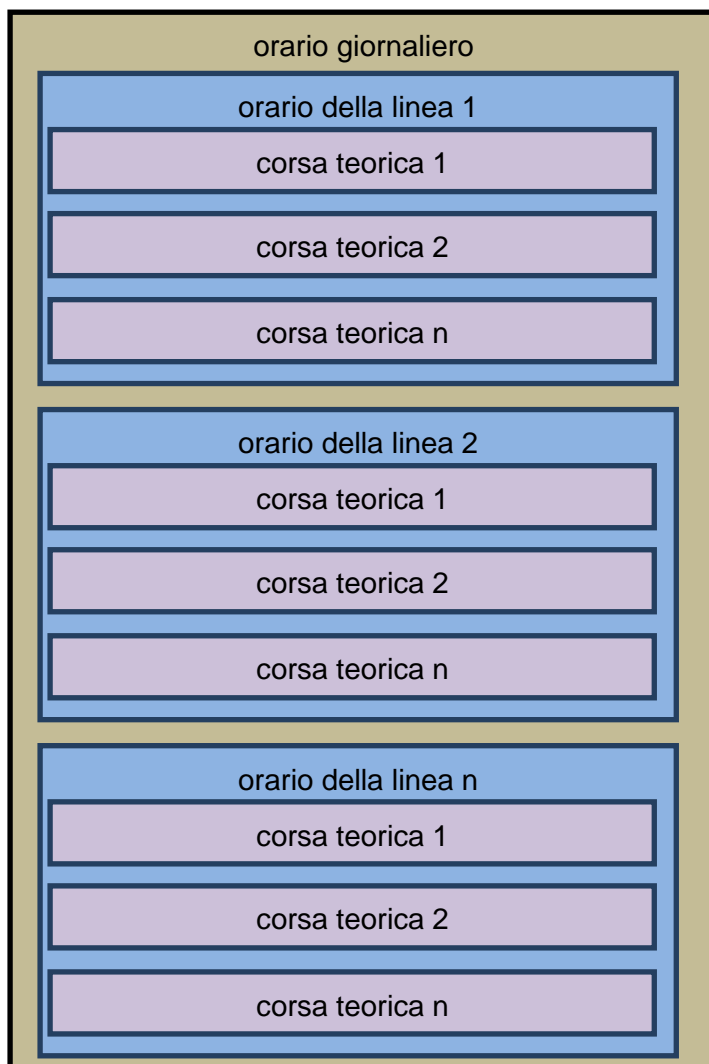 orario giornaliero
orario della linea 1
corsa teorica 1
corsa teorica 2
corsa teorica n
orario della linea 2
corsa teorica 1
corsa teorica 2
corsa teorica n
orario della linea n
corsa teorica 1
corsa teorica 2
corsa teorica n